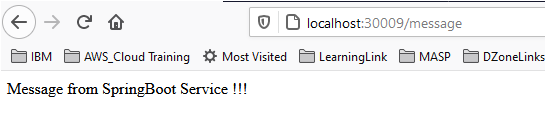 localhost:30009/message
IBM AWS_Cloud Training Most Visited LearningLink MASP DZoneLinks
Message from SpringBoot Service !!!